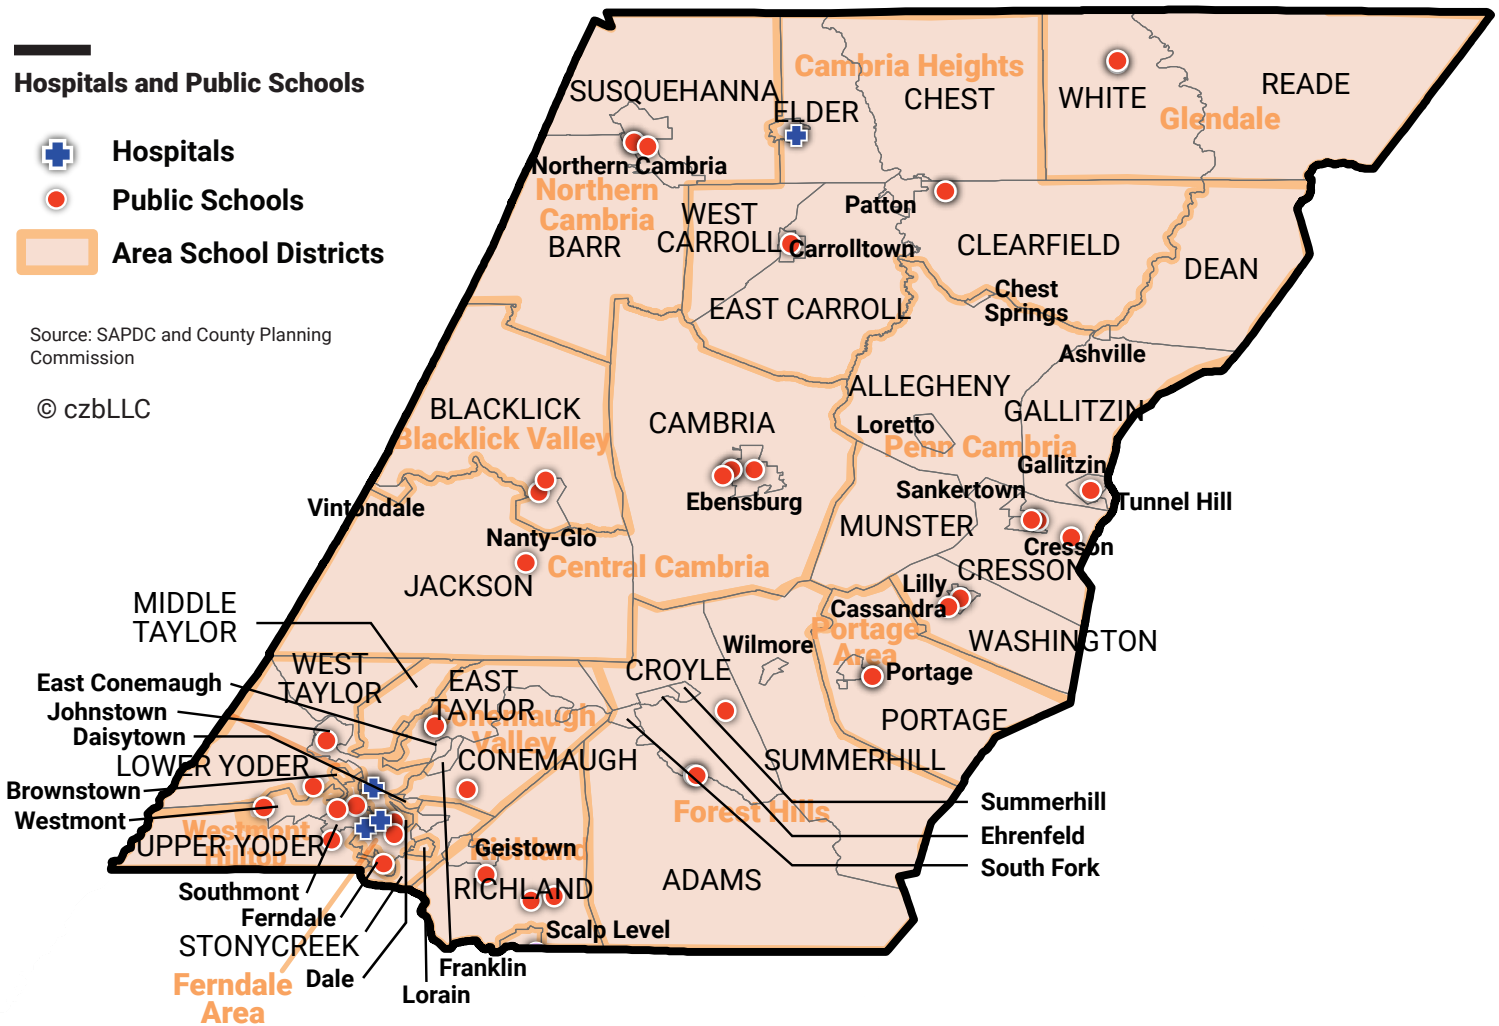 Hospitals and Public Schools
Hospitals
Public Schools
Area School Districts
Source: SAPDC and County Planning
Commission
© czbLLC
SUSQUEHANNA
Cambria Heights
ELDER
CHEST
WHITE
READE
Glendale
Northern Cambria
Northern
Cambria
BARR
WEST
CARROLL
Patton
Carrolltown
CLEARFIELD
DEAN
EAST CARROLL
Chest
Springs
Ashville
BLACKLICK
Blacklick Valley
CAMBRIA
ALLEGHENY
GALLITZIN
Loretto
Penn Cambria
Gallitzin
Sankertown
Tunnel Hill
Vintondale
Ebensburg
MUNSTER
Nanty-Glo
Cresson
Central Cambria
CRESSON
JACKSON
Lilly
Cassandra
MIDDLE
TAYLOR
Portage
Area
WASHINGTON
Wilmore
WEST
TAYLOR
EAST
TAYLOR
CROYLE
Portage
East Conemaugh
Johnstown
Daisytown
Conemaugh
Valley
PORTAGE
LOWER YODER
CONEMAUGH
SUMMERHILL
Brownstown
Westmont
Forest Hills
Summerhill
Ehrenfeld
South Fork
Westmont
Hilltop
UPPER YODER
Geistown
Richland
RICHLAND
ADAMS
Southmont
Ferndale
STONYCREEK
Scalp Level
Ferndale
Area
Dale
Franklin
Lorain